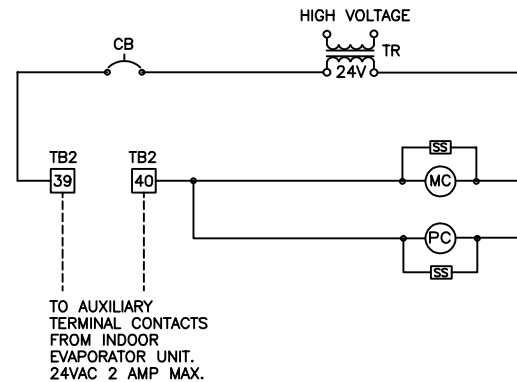 HIGH VOLTAGE
CB
TR
24V
TB2
TB2
39
40
SS
MC
PC
SS
TO AUXILIARY
TERMINAL CONTACTS
FROM INDOOR
EVAPORATOR UNIT.
24VAC 2 AMP MAX.